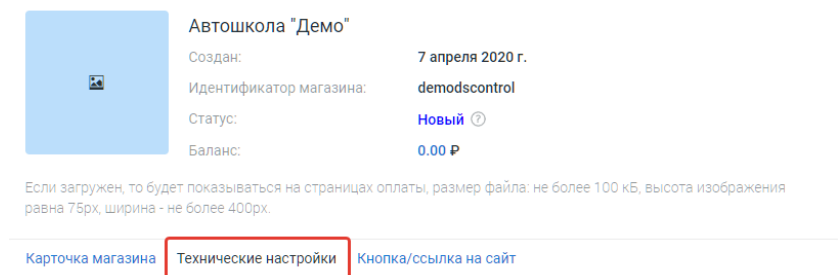 Автошкола "Демо"
Создан: 7 апреля 2020 г.
Идентификатор магазина: demodscontrol
Статус: Новый ?
Баланс: 0.00 ₽
Если загружен, то будет показываться на страницах оплаты, размер файла: не более 100 кБ, высота изображения
равна 75px, ширина - не более 400px.
Карточка магазина Технические настройки Кнопка/ссылка на сайт